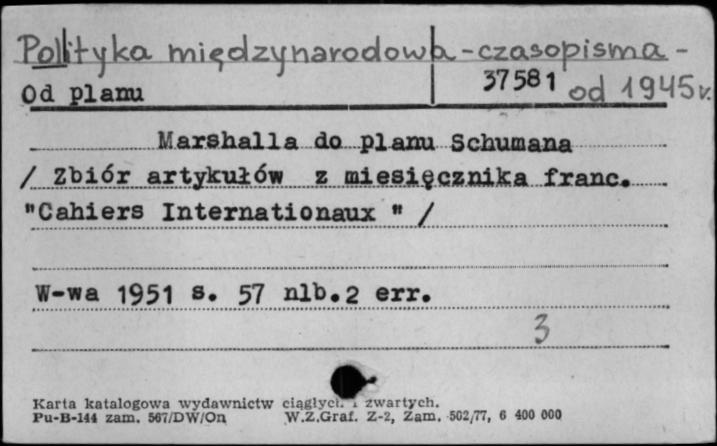 Polityka międzynarodowa - czasopisma -
od 1945 r.
37581
Od planu
Marshalla do planu Schumana
/ Zbiór artykułów z miesięcznika franc.
"Cahiers Internationaux " /
W-wa 1951 s. 57 nlb.2 err.
3
Karta katalogowa wydawnictw ciągłych i zwartych.
Pu-B-144 zam. 567/DW/On W.Z.Graf. Z-2, Zam. 502/77, 6 400 000